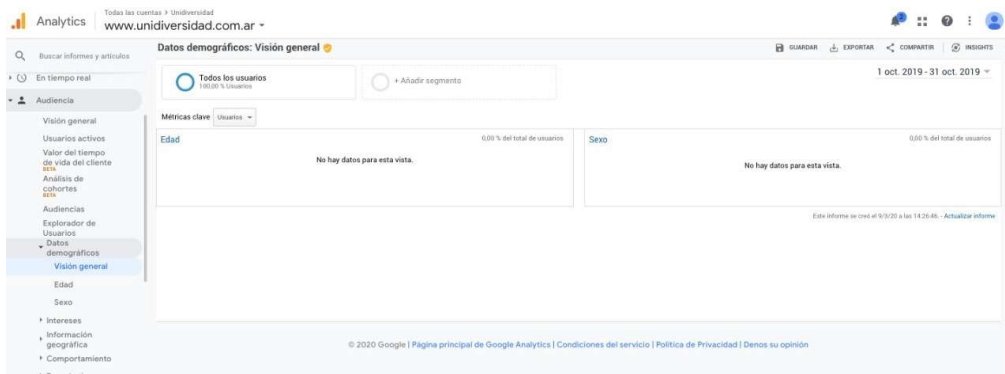 Analytics
Todas las cuentas > Unidiversidad
www.unidiversidad.com.ar
2
Buscar informes y artículos
Datos demográficos: Visión general
GUARDAR
EXPORTAR
COMPARTIR
INSIGHTS
En tiempo real
Audiencia
Visión general
Usuarios activos
Valor del tiempo
de vida del cliente
BETA
Análisis de
cohortes
BETA
Audiencias
Explorador de
Usuarios
Datos
demográficos
Visión general
Edad
Sexo
Intereses
Información
geográfica
Comportamiento
Todos los usuarios
100,00 % Usuarios
+ Añadir segmento
1 oct. 2019 - 31 oct. 2019
Métricas clave
Usuarios
Edad
0,00 % del total de usuarios
No hay datos para esta vista.
Sexo
0,00 % del total de usuarios
No hay datos para esta vista.
Este informe se creó el 9/3/20 a las 14:26:46. - Actualizar informe
© 2020 Google | Página principal de Google Analytics | Condiciones del servicio | Política de Privacidad | Denos su opinión